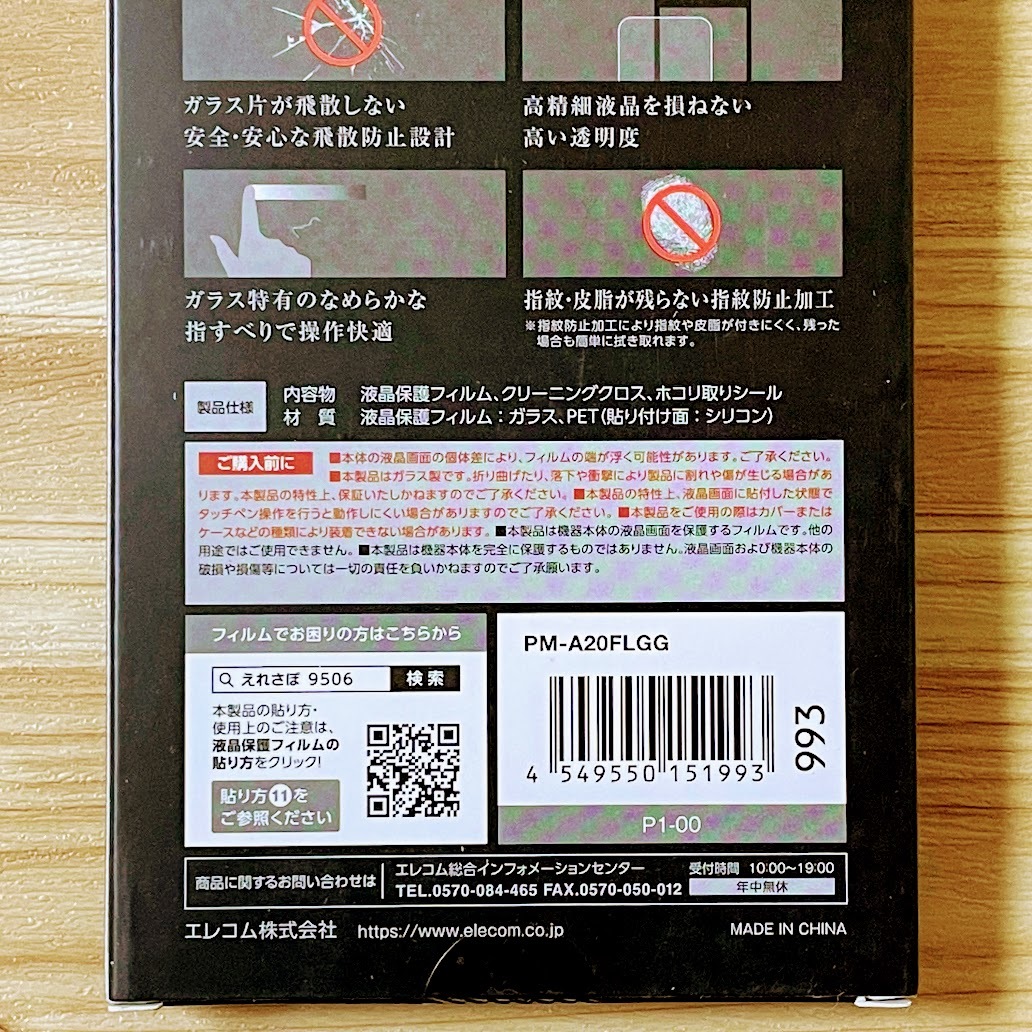 ガラス片が飛散しない
安全・安心な飛散防止設計
高精細液晶を損ねない
高い透明度
ガラス特有のなめらかな
指すべりで操作快適
指紋・皮脂が残らない指紋防止加工
※指紋防止加工により指紋や皮脂が付きにくく、残った
場合も簡単に拭き取れます。
製品仕様
内容物 液晶保護フィルム、クリーニングクロス、ホコリ取りシール
材 質 液晶保護フィルム：ガラス、PET(貼り付け面：シリコン)
ご購入前に ■本体の液晶画面の個体差により、フィルムの端が浮く可能性があります。ご了承ください。
■本製品はガラス製です。折り曲げたり、落下や衝撃により製品に割れや傷が生じる場合があ
ります。本製品の特性上、保証いたしかねますのでご了承ください。■本製品の特性上、液晶画面に貼付した状態で
タッチペン操作を行うと動作しにくい場合がありますのでご了承ください。■本製品をご使用の際はカバーまたは
ケースなどの種類により装着できない場合があります。■本製品は機器本体の液晶画面を保護するフィルムです。他の
用途ではご使用できません。■本製品は機器本体を完全に保護するものではありません。液晶画面および機器本体の
破損や損傷等については一切の責任を負いかねますのでご了承願います。
フィルムでお困りの方はこちらから
えれさぽ 9506 検索
本製品の貼り方・
使用上のご注意は、
液晶保護フィルムの
貼り方をクリック!
貼り方⑪を
ご参照ください
PM-A20FLGG
4 549550 151993
993
P1-00
商品に関するお問い合わせは
エレコム総合インフォメーションセンター
TEL.0570-084-465 FAX.0570-050-012
受付時間 10:00～19:00
年中無休
エレコム株式会社 https://www.elecom.co.jp
MADE IN CHINA